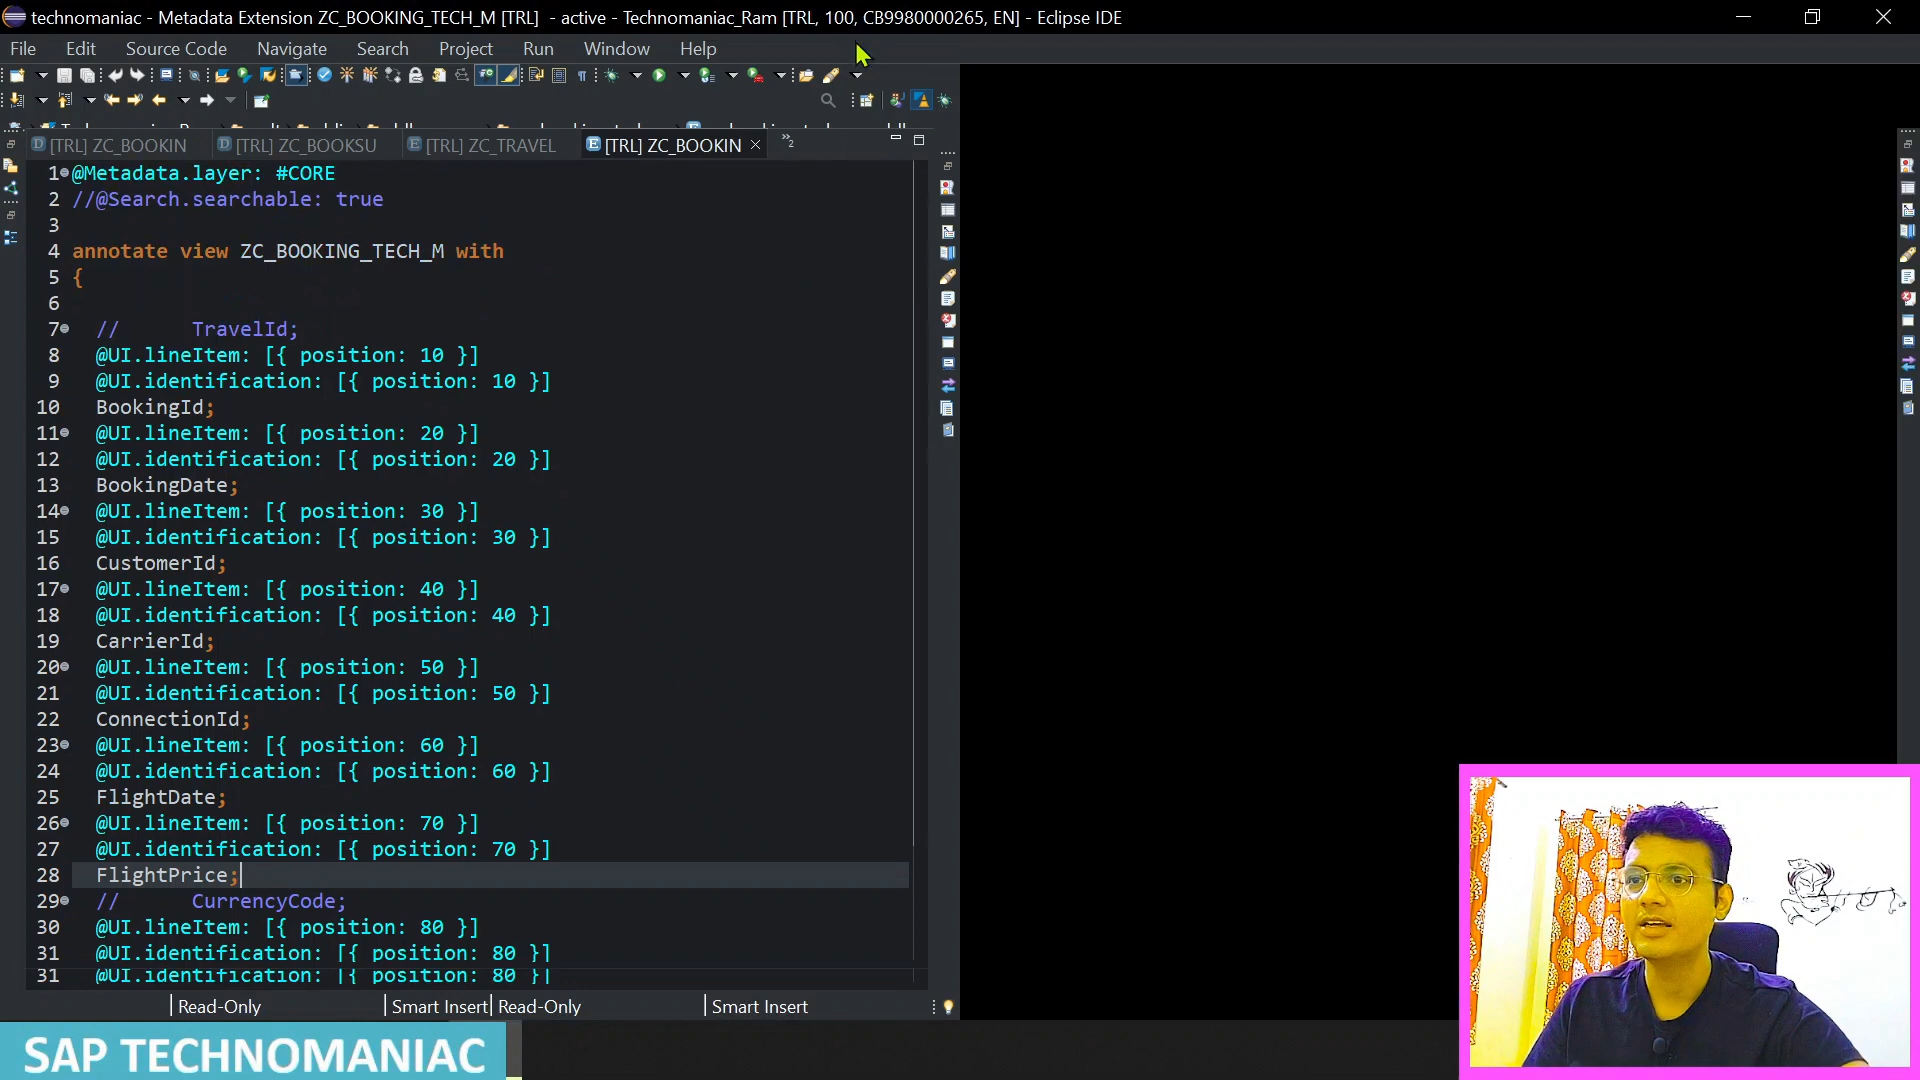 technomaniac - Metadata Extension ZC_BOOKING_TECH_M [TRL] - active - Technomaniac_Ram [TRL, 100, CB9980000265, EN] - Eclipse IDE
File Edit Source Code Navigate Search Project Run Window Help
[TRL] ZC_BOOKIN [TRL] ZC_BOOKSU [TRL] ZC_TRAVEL [TRL] ZC_BOOKIN
1 @Metadata.layer: #CORE
2 //@Search.searchable: true
3
4 annotate view ZC_BOOKING_TECH_M with
5 {
6
7 // TravelId;
8 @UI.lineItem: [{ position: 10 }]
9 @UI.identification: [{ position: 10 }]
10 BookingId;
11 @UI.lineItem: [{ position: 20 }]
12 @UI.identification: [{ position: 20 }]
13 BookingDate;
14 @UI.lineItem: [{ position: 30 }]
15 @UI.identification: [{ position: 30 }]
16 CustomerId;
17 @UI.lineItem: [{ position: 40 }]
18 @UI.identification: [{ position: 40 }]
19 CarrierId;
20 @UI.lineItem: [{ position: 50 }]
21 @UI.identification: [{ position: 50 }]
22 ConnectionId;
23 @UI.lineItem: [{ position: 60 }]
24 @UI.identification: [{ position: 60 }]
25 FlightDate;
26 @UI.lineItem: [{ position: 70 }]
27 @UI.identification: [{ position: 70 }]
28 FlightPrice;
29 // CurrencyCode;
30 @UI.lineItem: [{ position: 80 }]
31 @UI.identification: [{ position: 80 }]
31 @UI.identification: [{ position: 80 }]
Read-Only Smart Insert Read-Only Smart Insert
SAP TECHNOMANIAC